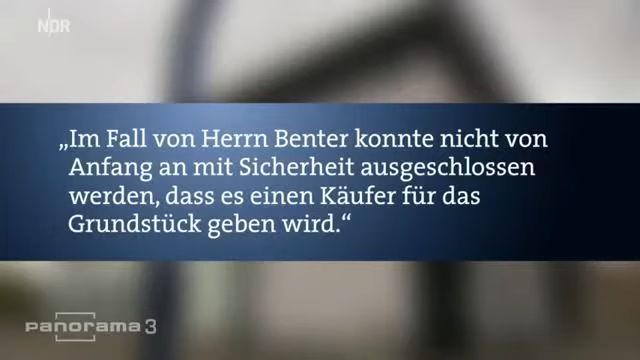 NDR
„Im Fall von Herrn Benter konnte nicht von
Anfang an mit Sicherheit ausgeschlossen
werden, dass es einen Käufer für das
Grundstück geben wird.“
panorama 3